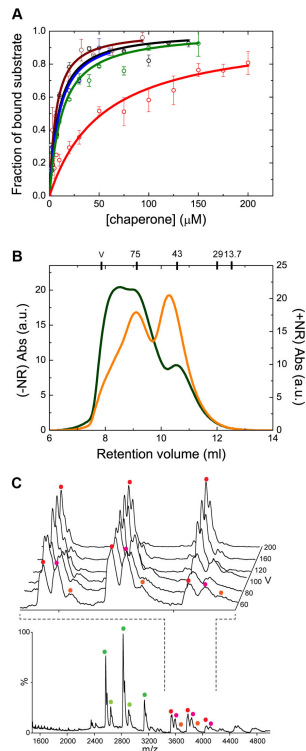 A
1.0
0.8
0.6
0.4
0.2
0.0
Fraction of bound substrate
0 50 100 150 200
[chaperone] (μM)
B
V 75 43 29 13.7
20
15
10
5
0
(-NR) Abs (a.u.)
25
20
15
10
5
0
(+NR) Abs (a.u.)
6 8 10 12 14
Retention volume (ml)
C
200
160
120
100 V
80
60
100
%
0
1600 2000 2400 2800 3200 3600 4000 4400 4800
m/z